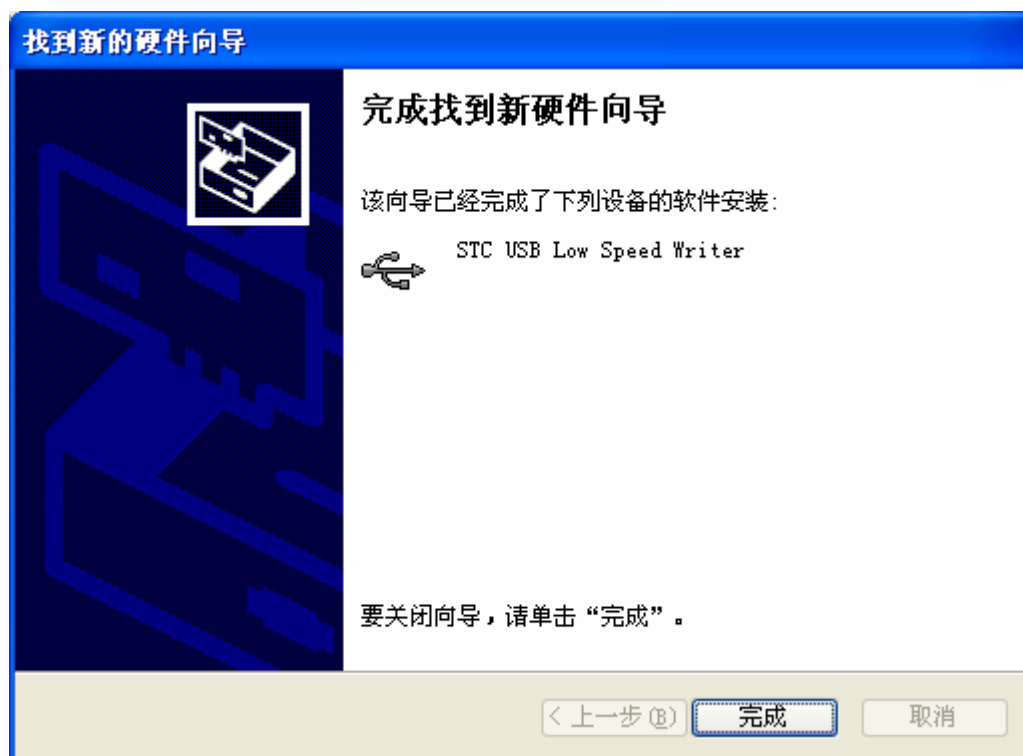 找到新的硬件向导
完成找到新硬件向导
该向导已经完成了下列设备的软件安装:
STC USB Low Speed Writer
要关闭向导，请单击“完成”。
< 上一步(B)
完成
取消